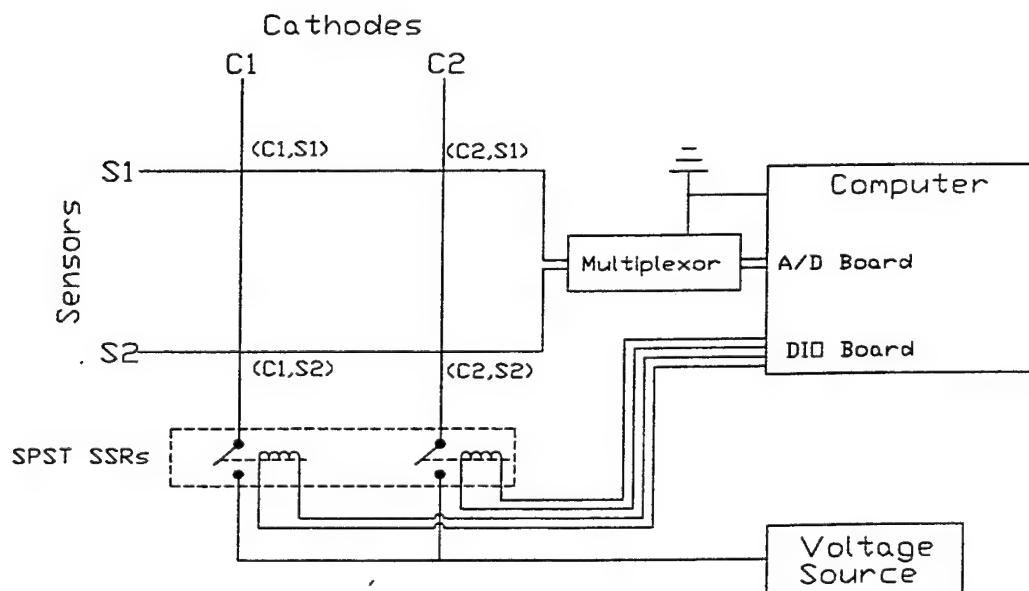 Cathodes
C1
C2
(C1,S1)
(C2,S1)
S1
Computer
Sensors
Multiplexor
A/D Board
S2
DIO Board
(C1,S2)
(C2,S2)
SPST SSRs
Voltage
Source